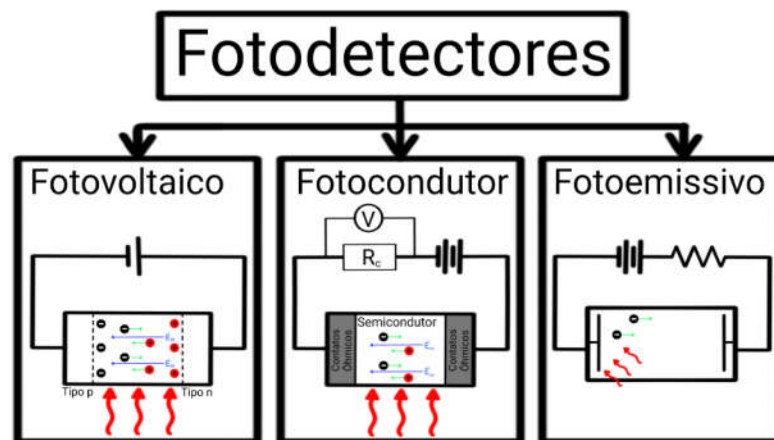 Fotodetectores
Fotovoltaico
Tipo p
Tipo n
Fotocondutor
V
Rc
Semicondutor
Contatos
Ôhmicos
Contatos
Ôhmicos
Fotoemissivo